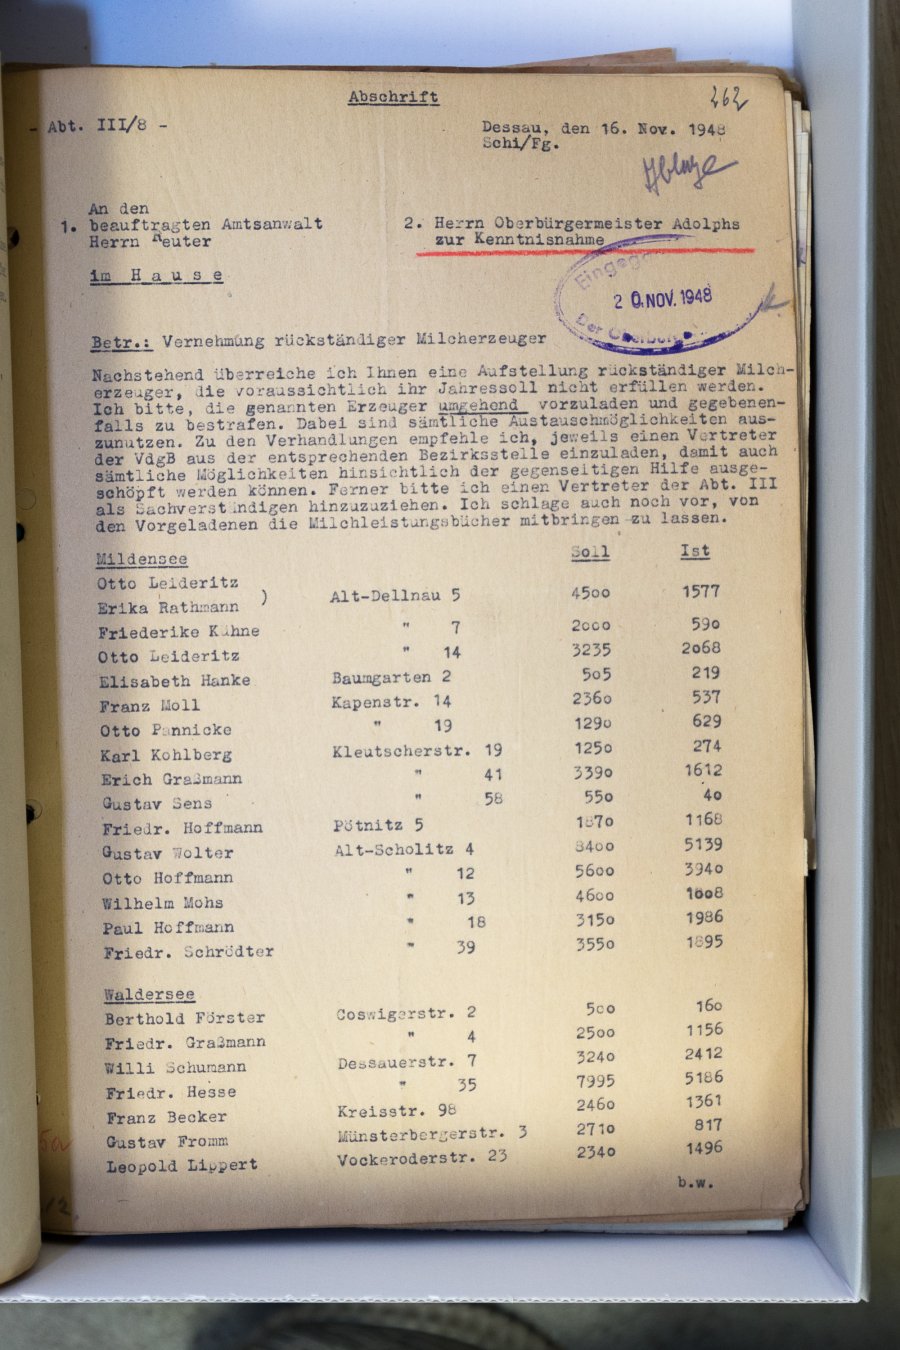 Abschrift
262
- Abt. III/8 -
Dessau, den 16. Nov. 1948
Schi/Fg.
An den
1. beauftragten Amtsanwalt
Herrn Reuter
im Hause
2. Herrn Oberbürgermeister Adolphs
zur Kenntnisnahme
20. NOV. 1948
Betr.: Vernehmung rückständiger Milcherzeuger
Nachstehend überreiche ich Ihnen eine Aufstellung rückständiger Milch-
erzeuger, die voraussichtlich ihr Jahressoll nicht erfüllen werden.
Ich bitte, die genannten Erzeuger umgehend vorzuladen und gegebenen-
falls zu bestrafen. Dabei sind sämtliche Austauschmöglichkeiten aus-
zunutzen. Zu den Verhandlungen empfehle ich, jeweils einen Vertreter
der VdgB aus der entsprechenden Bezirksstelle einzuladen, damit auch
sämtliche Möglichkeiten hinsichtlich der gegenseitigen Hilfe ausge-
schöpft werden können. Ferner bitte ich einen Vertreter der Abt. III
als Sachverständigen hinzuzuziehen. Ich schlage auch noch vor, von
den Vorgeladenen die Milchleistungsbücher mitbringen zu lassen.
Mildensee Soll Ist
Otto Leideritz
Erika Rathmann ) Alt-Dellnau 5 4500 1577
Friederike Kühne " 7 2000 590
Otto Leideritz " 14 3235 2068
Elisabeth Hanke Baumgarten 2 505 219
Franz Moll Kapenstr. 14 2360 537
Otto Pannicke " 19 1290 629
Karl Kohlberg Kleutscherstr. 19 1250 274
Erich Graßmann " 41 3390 1612
Gustav Sens " 58 550 40
Friedr. Hoffmann Pötnitz 5 1870 1168
Gustav Wolter Alt-Scholitz 4 8400 5139
Otto Hoffmann " 12 5600 3940
Wilhelm Mohs " 13 4600 1808
Paul Hoffmann " 18 3150 1986
Friedr. Schrödter " 39 3550 1895
Waldersee
Berthold Förster Coswigerstr. 2 500 160
Friedr. Graßmann " 4 2500 1156
Willi Schumann Dessauerstr. 7 3240 2412
Friedr. Hesse " 35 7995 5186
Franz Becker Kreisstr. 98 2460 1361
Gustav Fromm Münsterbergerstr. 3 2710 817
Leopold Lippert Vockeroderstr. 23 2340 1496
b.w.